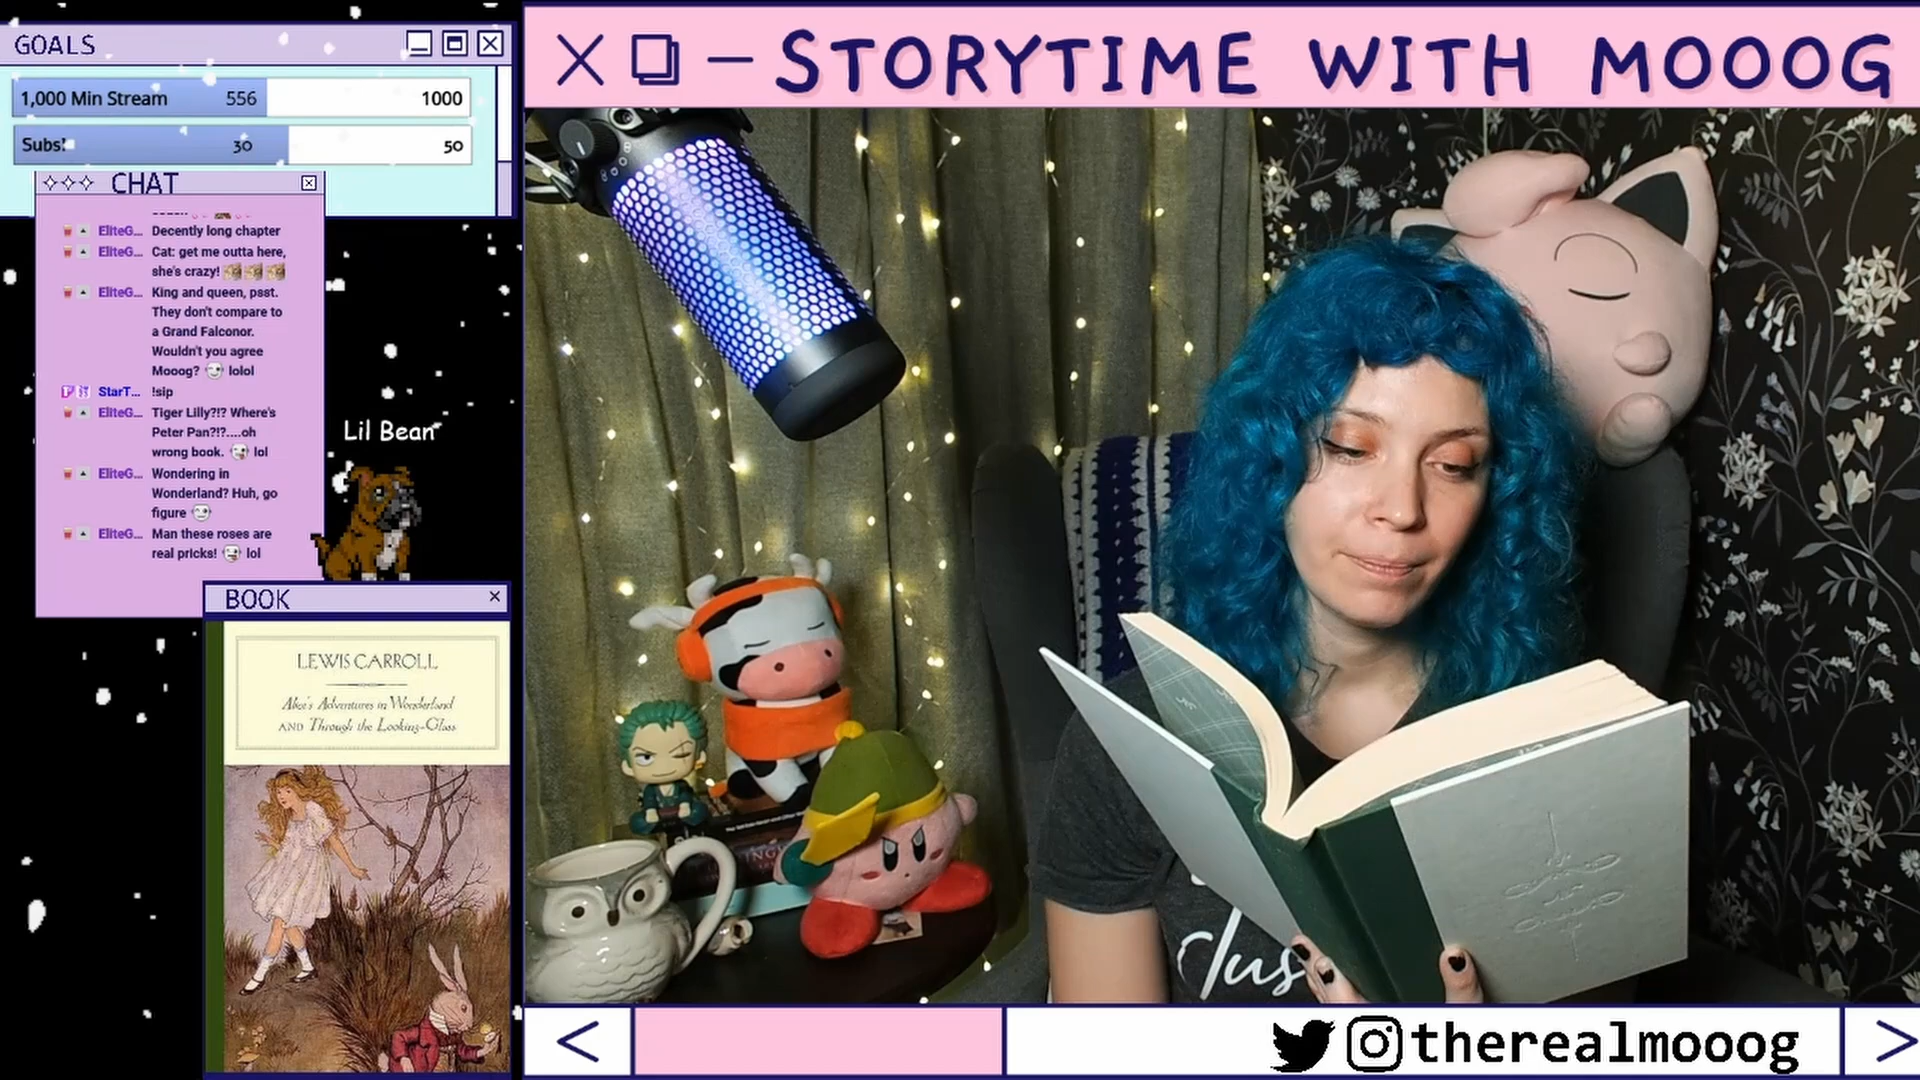 GOALS
1,000 Min Stream 556 1000
Subs! 30 50
CHAT
EliteG... Decently long chapter
EliteG... Cat: get me outta here,
she's crazy!
EliteG... King and queen, psst.
They don't compare to
a Grand Falconor.
Wouldn't you agree
Mooog? lolol
StarT... !sip
EliteG... Tiger Lilly?!? Where's
Peter Pan?!?....oh
wrong book. lol
EliteG... Wondering in
Wonderland? Huh, go
figure
EliteG... Man these roses are
real pricks! lol
Lil Bean
BOOK
LEWIS CARROLL
Alice's Adventures in Wonderland
AND Through the Looking-Glass
STORYTIME WITH MOOOG
therealmooog